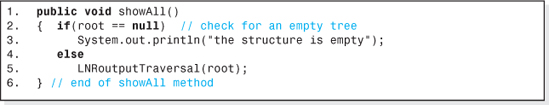 1. public void showAll()
2. { if(root == null) // check for an empty tree
3. System.out.println("the structure is empty");
4. else
5. LNRoutputTraversal(root);
6. } // end of showAll method